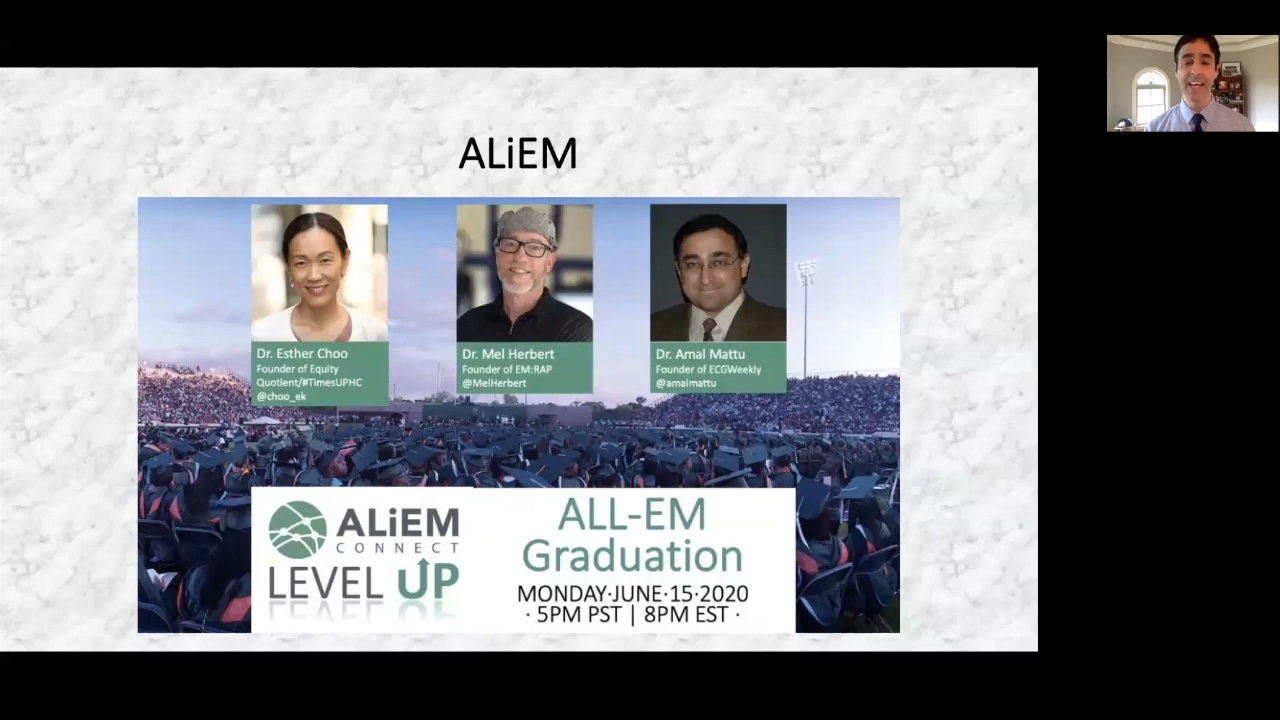 ALiEM
Dr. Esther Choo
Founder of Equity
Quotient/#TimesUPHC
@choo_ek
Dr. Mel Herbert
Founder of EM:RAP
@MelHerbert
Dr. Amal Mattu
Founder of ECGWeekly
@amalmattu
ALiEM
CONNECT
LEVEL UP
ALL-EM
Graduation
MONDAY·JUNE·15·2020
· 5PM PST | 8PM EST ·